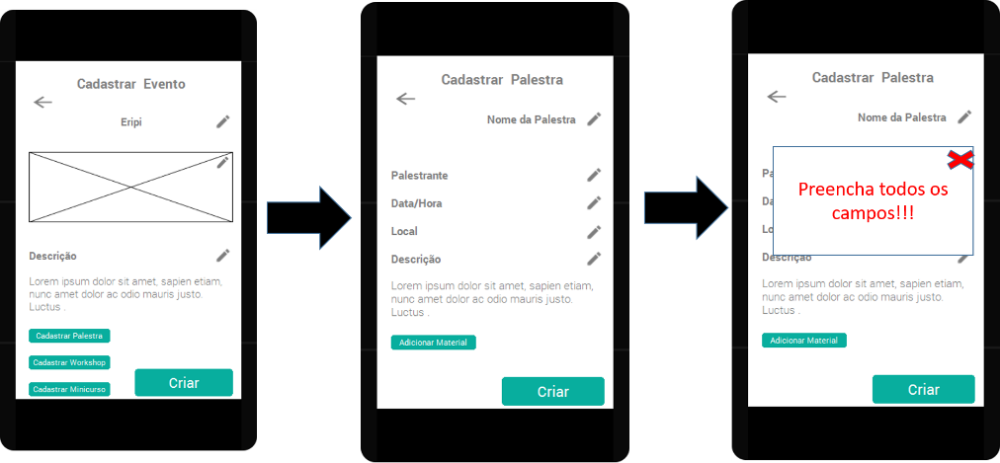 Cadastrar Evento
Eripi
Descrição
Lorem ipsum dolor sit amet, sapien etiam,
nunc amet dolor ac odio mauris justo.
Luctus .
Cadastrar Palestra
Cadastrar Workshop
Cadastrar Minicurso
Criar
Cadastrar Palestra
Nome da Palestra
Palestrante
Data/Hora
Local
Descrição
Lorem ipsum dolor sit amet, sapien etiam,
nunc amet dolor ac odio mauris justo.
Luctus .
Adicionar Material
Criar
Cadastrar Palestra
Nome da Palestra
Pa
Preencha todos os
campos!!!
Da
Lo
Descrição
Lorem ipsum dolor sit amet, sapien etiam,
nunc amet dolor ac odio mauris justo.
Luctus .
Adicionar Material
Criar